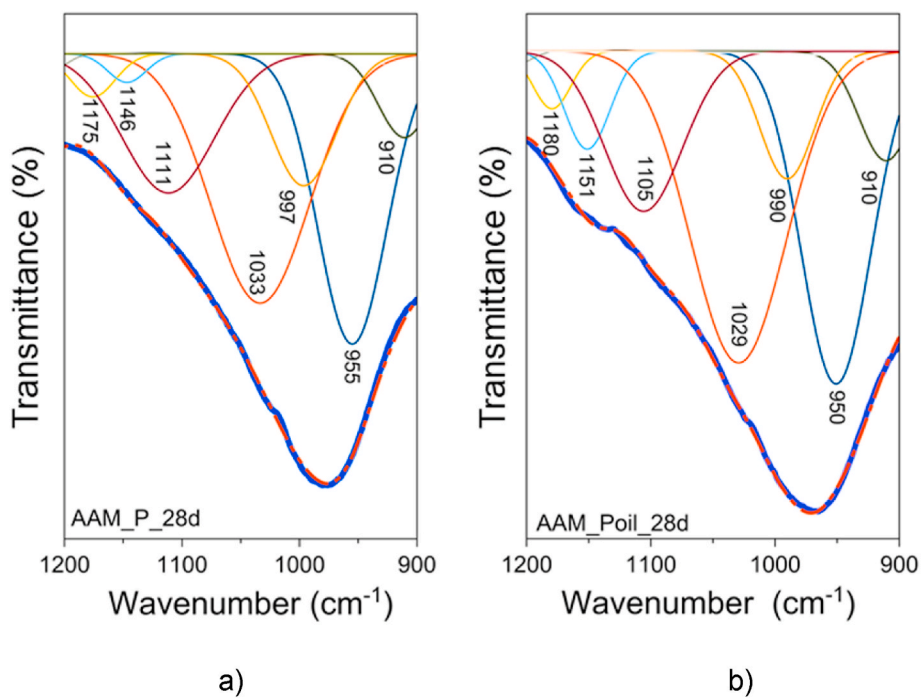 Transmittance (%)
1175
1146
1111
1033
997
955
910
AAM_P_28d
1200
1100
1000
900
Wavenumber (cm-1)
a)
Transmittance (%)
1180
1151
1105
1029
990
950
910
AAM_Poil_28d
1200
1100
1000
900
Wavenumber (cm-1)
b)